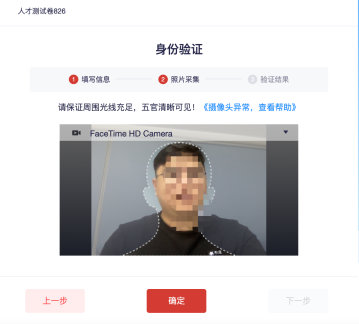 人才测试卷826
身份验证
1 填写信息 2 照片采集 3 验证结果
请保证周围光线充足，五官清晰可见！《摄像头异常，查看帮助》
FaceTime HD Camera
上一步 确定 下一步